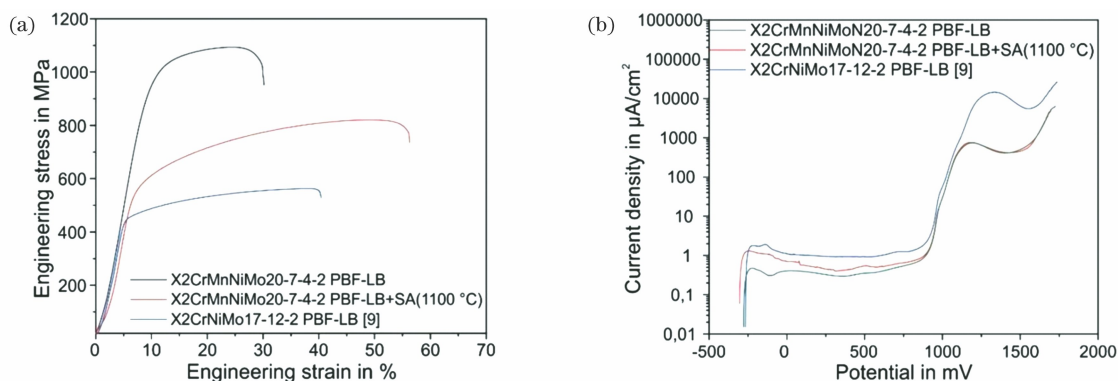 (a)
1200
1000
800
600
400
200
0
10
20
30
40
50
60
70
Engineering stress in MPa
Engineering strain in %
X2CrMnNiMo20-7-4-2 PBF-LB
X2CrMnNiMo20-7-4-2 PBF-LB+SA(1100 °C)
X2CrNiMo17-12-2 PBF-LB [9]
(b)
1000000
100000
10000
1000
100
10
1
0,1
0,01
-500
0
500
1000
1500
2000
Current density in µA/cm²
Potential in mV
X2CrMnNiMoN20-7-4-2 PBF-LB
X2CrMnNiMoN20-7-4-2 PBF-LB+SA(1100 °C)
X2CrNiMo17-12-2 PBF-LB [9]